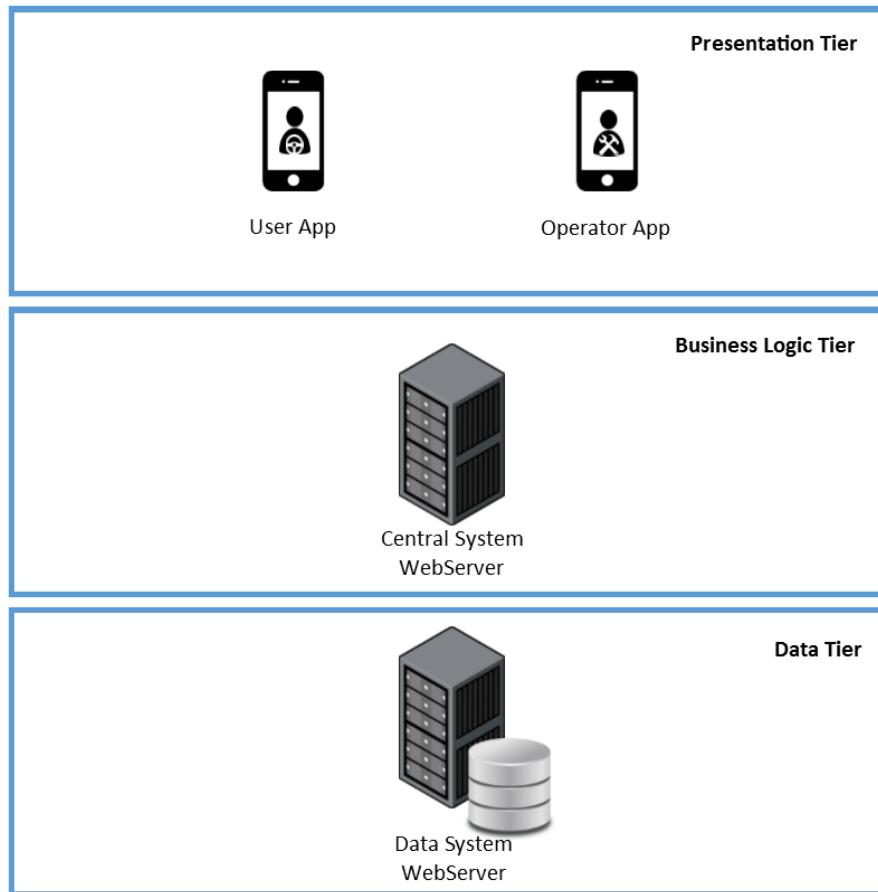 Presentation Tier
User App
Operator App
Business Logic Tier
Central System
WebServer
Data Tier
Data System
WebServer